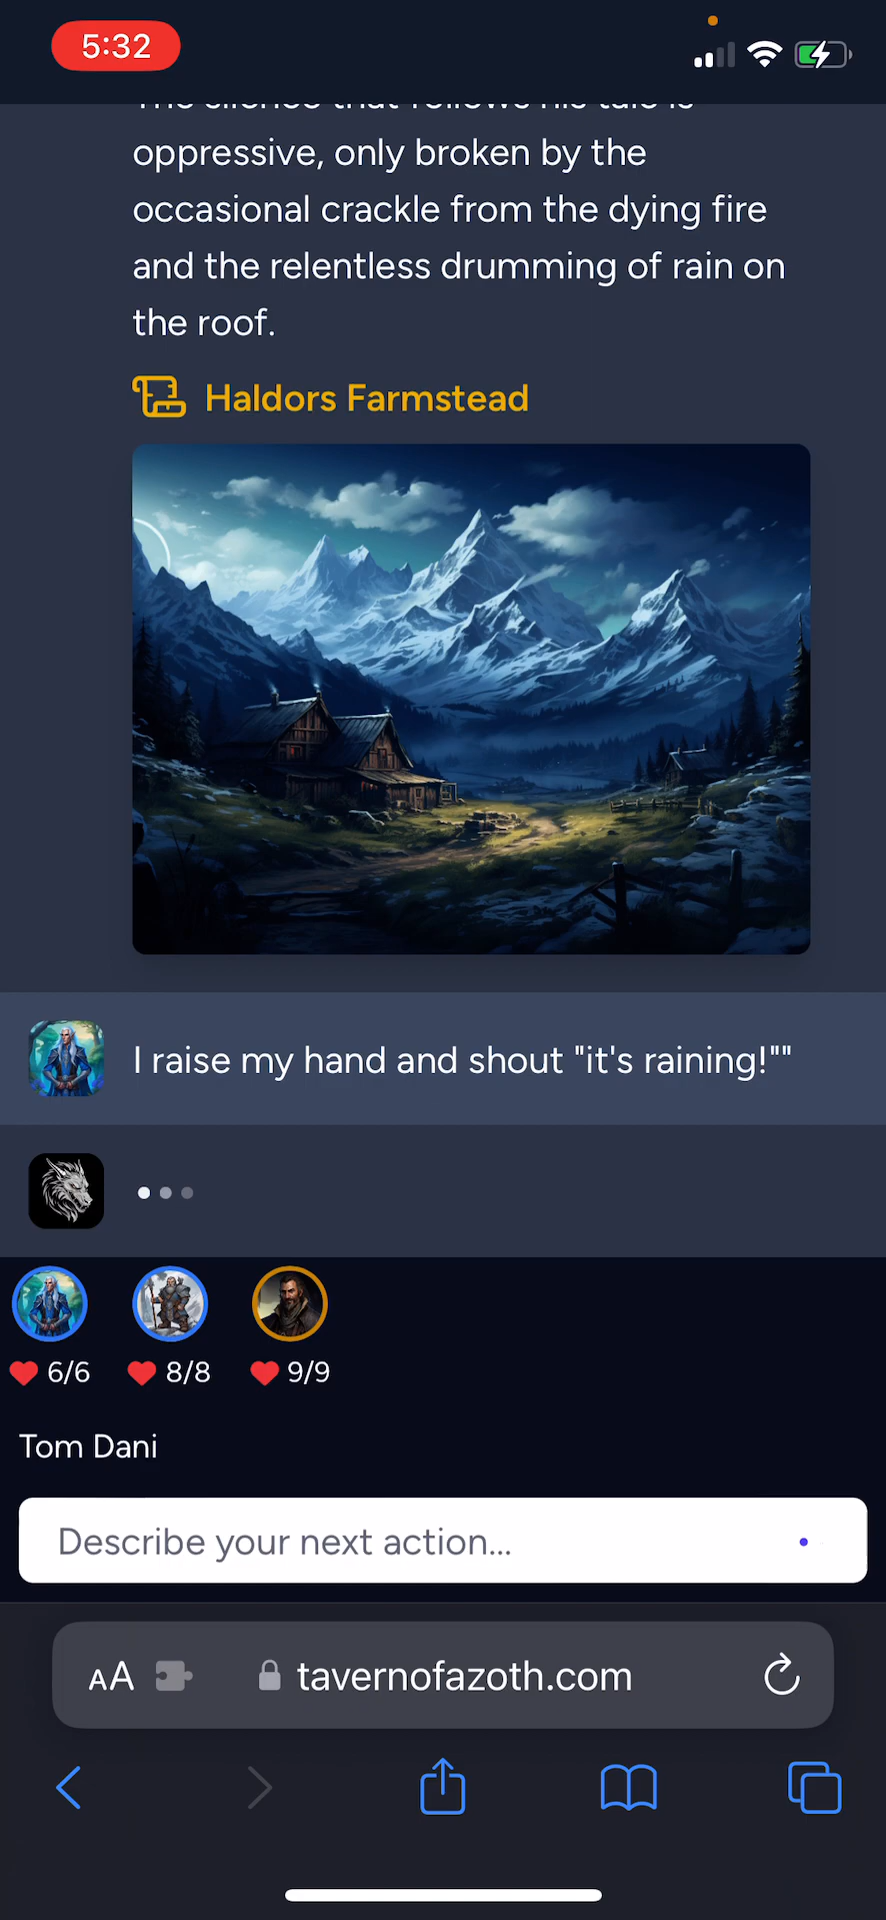 5:32
oppressive, only broken by the
occasional crackle from the dying fire
and the relentless drumming of rain on
the roof.
Haldors Farmstead
I raise my hand and shout "it's raining!""
6/6 8/8 9/9
Tom Dani
Describe your next action...
AA tavernofazoth.com